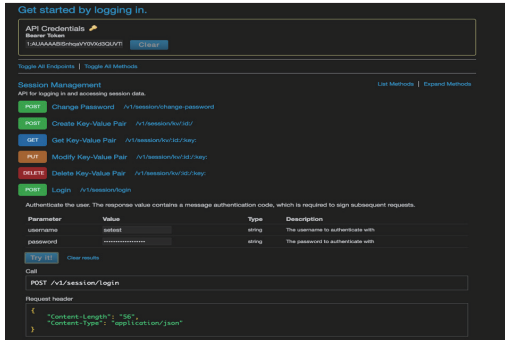 Get started by logging in.
API Credentials
Bearer Token
Clear
Toggle All Endpoints | Toggle All Methods
Session Management List Methods | Expand Methods
API for logging in and accessing session data.
POST Change Password /v1/session/change-password
POST Create Key-Value Pair /v1/session/kv/:id:/
GET Get Key-Value Pair /v1/session/kv/:id:/:key:
PUT Modify Key-Value Pair /v1/session/kv/:id:/:key:
DELETE Delete Key-Value Pair /v1/session/kv/:id:/:key:
POST Login /v1/session/login
Authenticate the user. The response value contains a message authentication code, which is required to sign subsequent requests.
Parameter Value Type Description
username setest string The username to authenticate with
password string The password to authenticate with
Try it! Clear results
Call
POST /v1/session/login
Request header
{
"Content-Length": "56",
"Content-Type": "application/json"
}